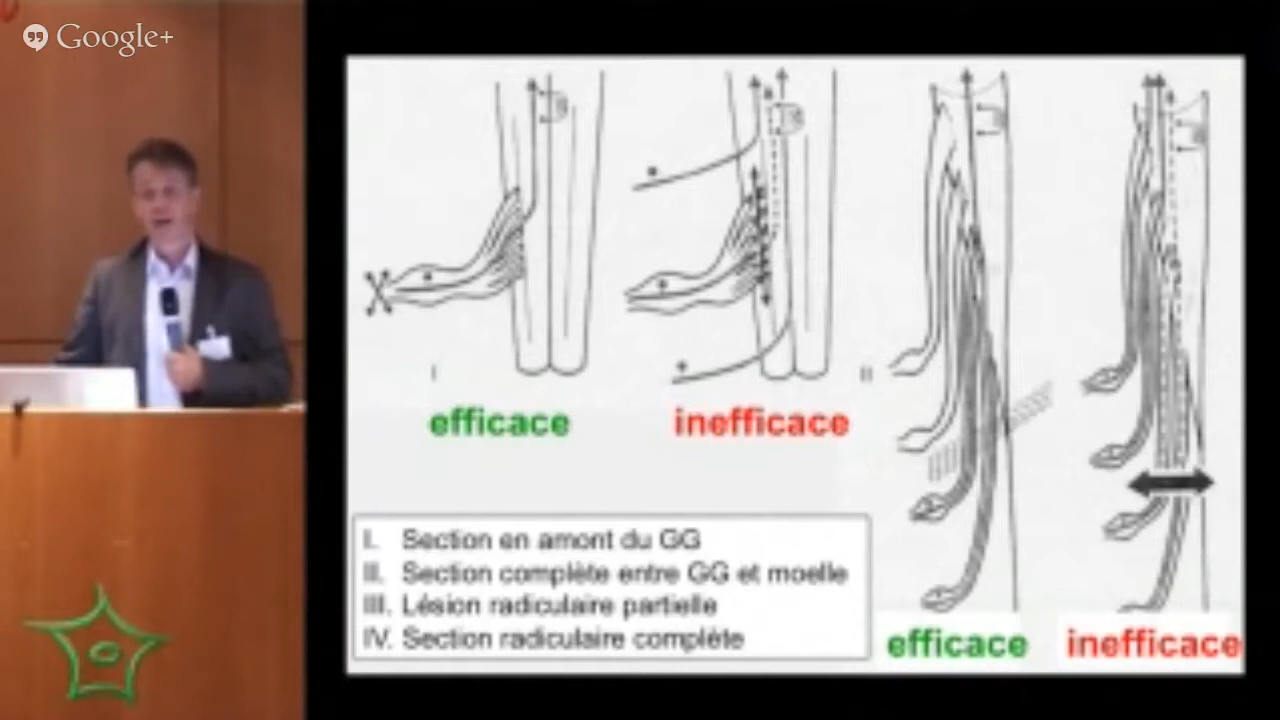 Google+
I
II
efficace
inefficace
I. Section en amont du GG
II. Section complète entre GG et moelle
III. Lésion radiculaire partielle
IV. Section radiculaire complète
efficace
inefficace